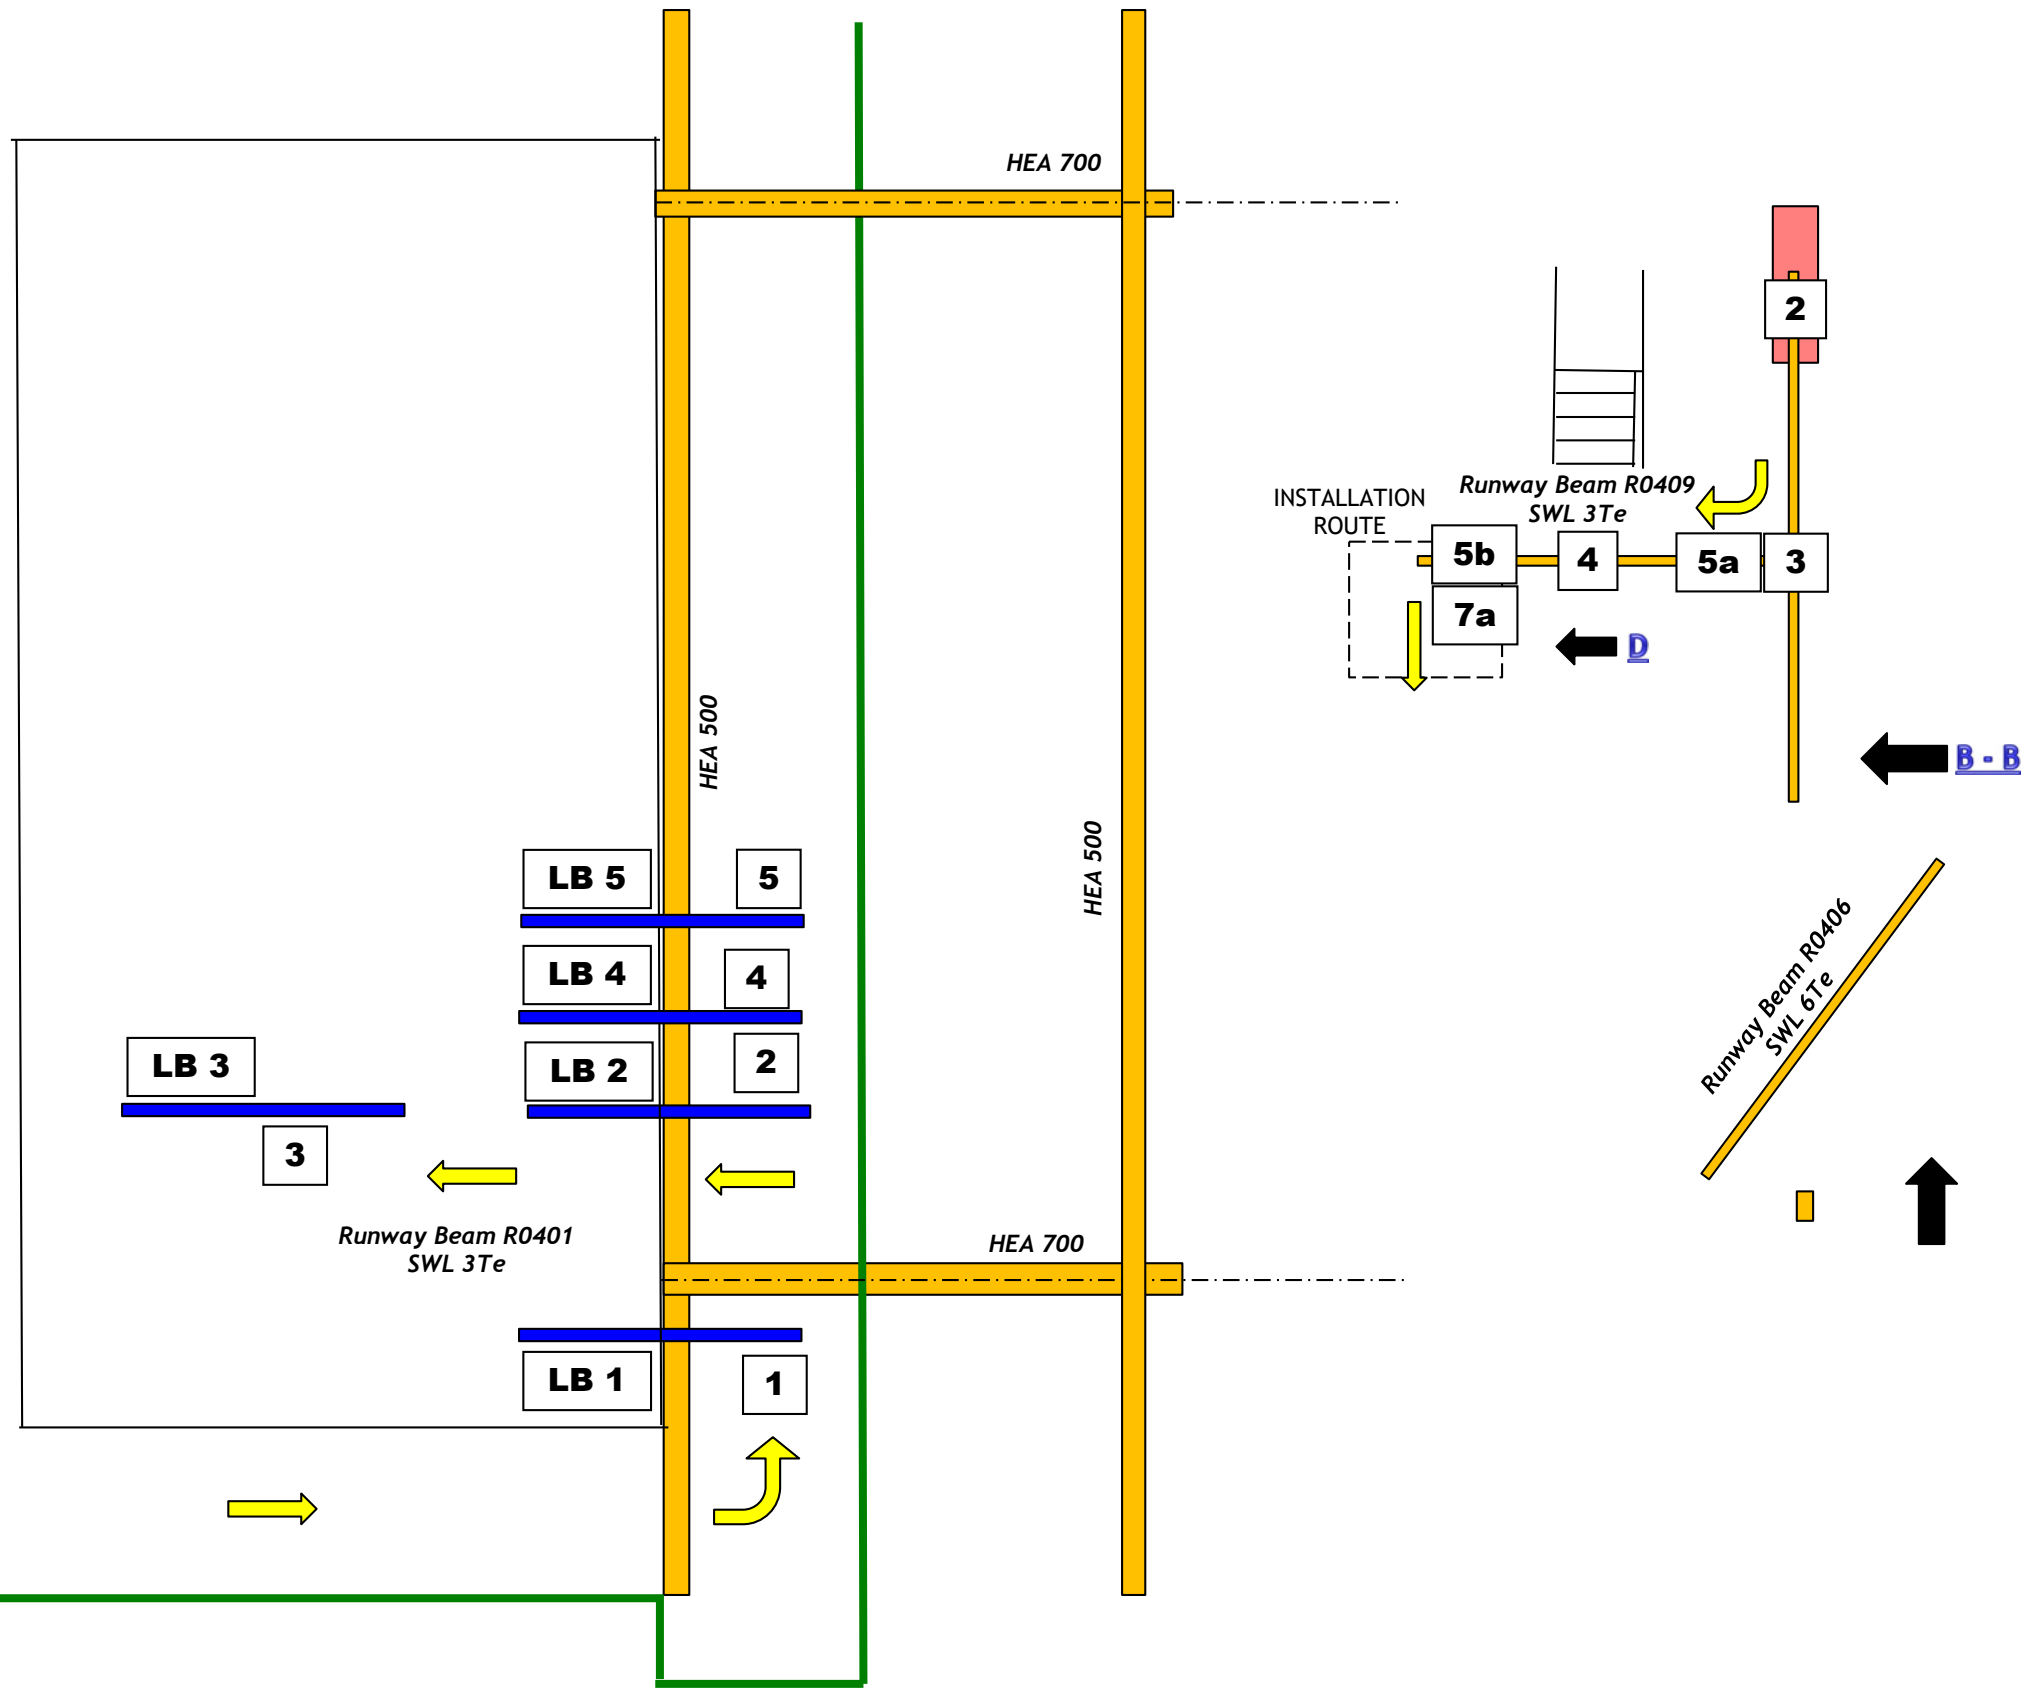 HEA 700
2
Runway Beam R0409
SWL 3Te
INSTALLATION
ROUTE
5b
4
5a
3
7a
D
HEA 500
B - B
HEA 500
LB 5
5
LB 4
4
LB 2
2
LB 3
3
Runway Beam R0406
SWL 6Te
Runway Beam R0401
SWL 3Te
HEA 700
LB 1
1